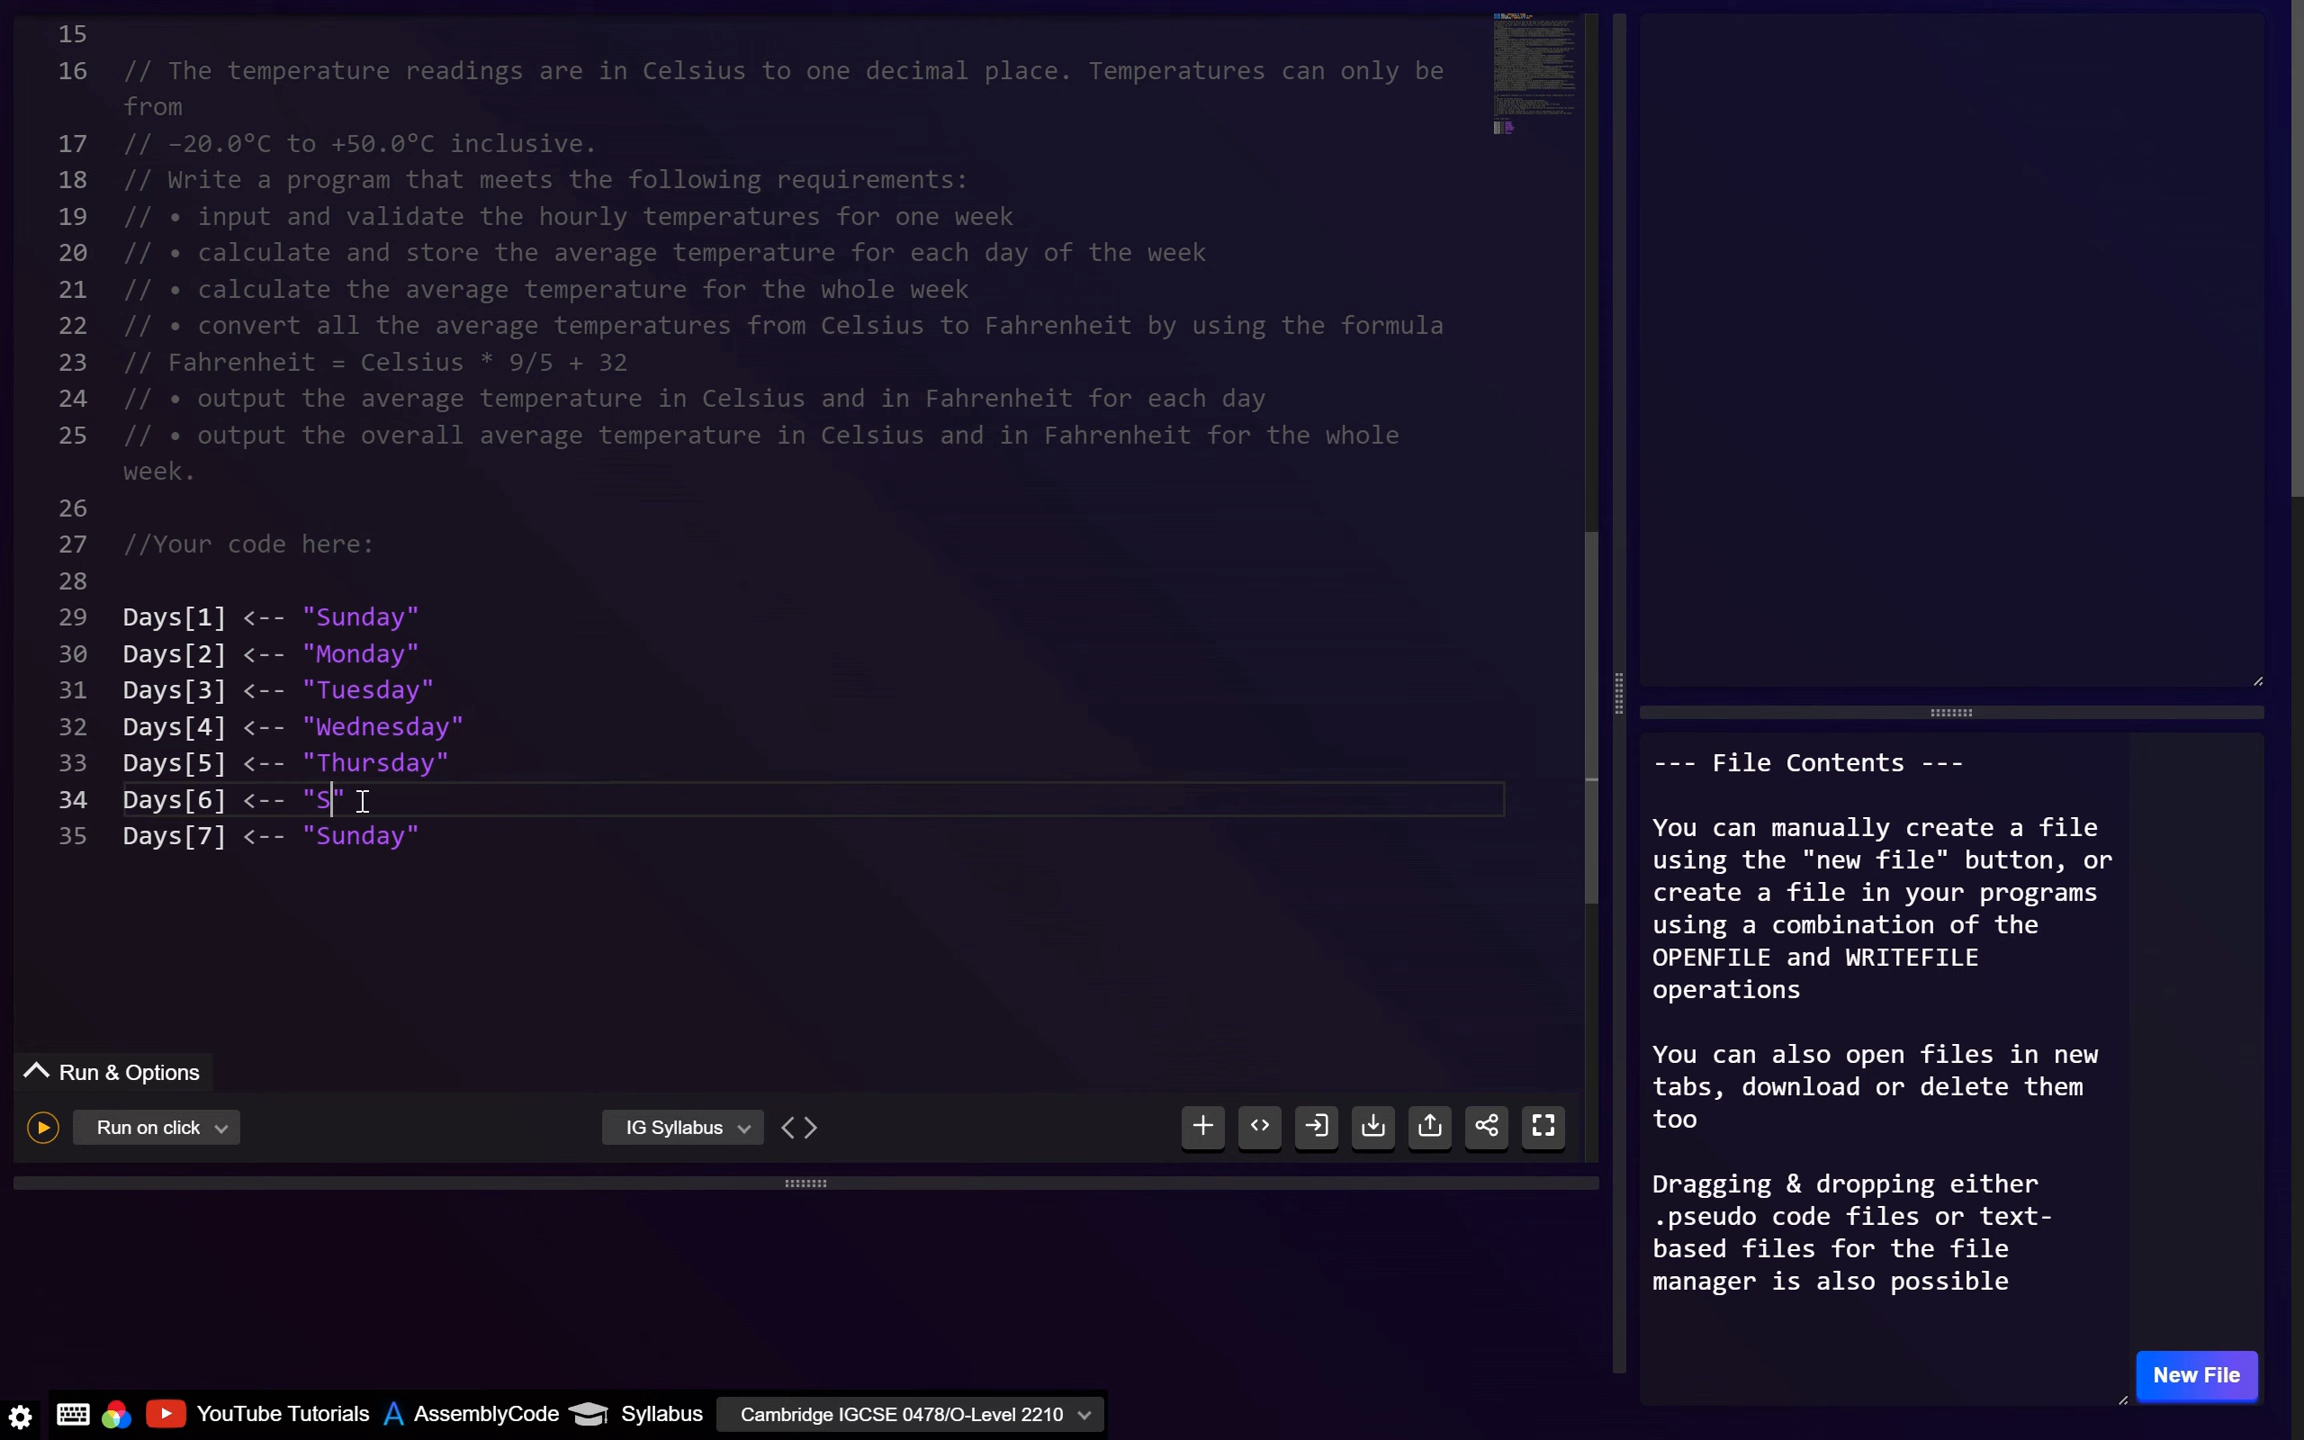 15
16 // The temperature readings are in Celsius to one decimal place. Temperatures can only be
from
17 // −20.0°C to +50.0°C inclusive.
18 // Write a program that meets the following requirements:
19 // • input and validate the hourly temperatures for one week
20 // • calculate and store the average temperature for each day of the week
21 // • calculate the average temperature for the whole week
22 // • convert all the average temperatures from Celsius to Fahrenheit by using the formula
23 // Fahrenheit = Celsius * 9/5 + 32
24 // • output the average temperature in Celsius and in Fahrenheit for each day
25 // • output the overall average temperature in Celsius and in Fahrenheit for the whole
week.
26
27 //Your code here:
28
29 Days[1] <-- "Sunday"
30 Days[2] <-- "Monday"
31 Days[3] <-- "Tuesday"
32 Days[4] <-- "Wednesday"
33 Days[5] <-- "Thursday"
34 Days[6] <-- "S"
35 Days[7] <-- "Sunday"
Run & Options
Run on click
IG Syllabus
--- File Contents ---
You can manually create a file
using the "new file" button, or
create a file in your programs
using a combination of the
OPENFILE and WRITEFILE
operations
You can also open files in new
tabs, download or delete them
too
Dragging & dropping either
.pseudo code files or text-
based files for the file
manager is also possible
New File
YouTube Tutorials
AssemblyCode
Syllabus
Cambridge IGCSE 0478/O-Level 2210